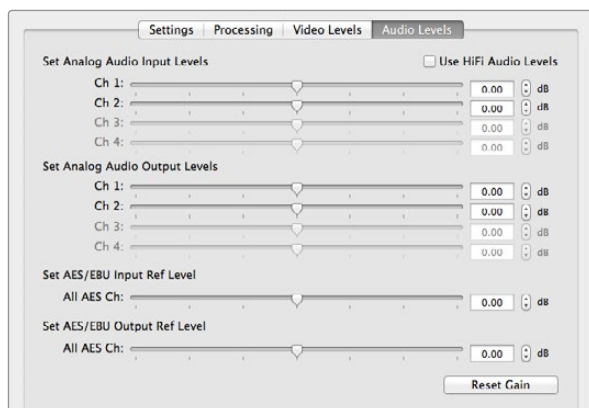 Settings Processing Video Levels Audio Levels
Set Analog Audio Input Levels Use HiFi Audio Levels
Ch 1: 0.00 dB
Ch 2: 0.00 dB
Ch 3: 0.00 dB
Ch 4: 0.00 dB
Set Analog Audio Output Levels
Ch 1: 0.00 dB
Ch 2: 0.00 dB
Ch 3: 0.00 dB
Ch 4: 0.00 dB
Set AES/EBU Input Ref Level
All AES Ch: 0.00 dB
Set AES/EBU Output Ref Level
All AES Ch: 0.00 dB
Reset Gain